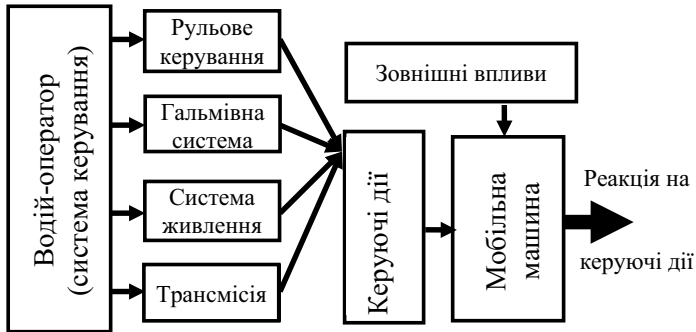 Водій-оператор
(система керування)
Рульове
керування
Гальмівна
система
Система
живлення
Трансмісія
Керуючі дії
Зовнішні впливи
Мобільна
машина
Реакція на
керуючі дії